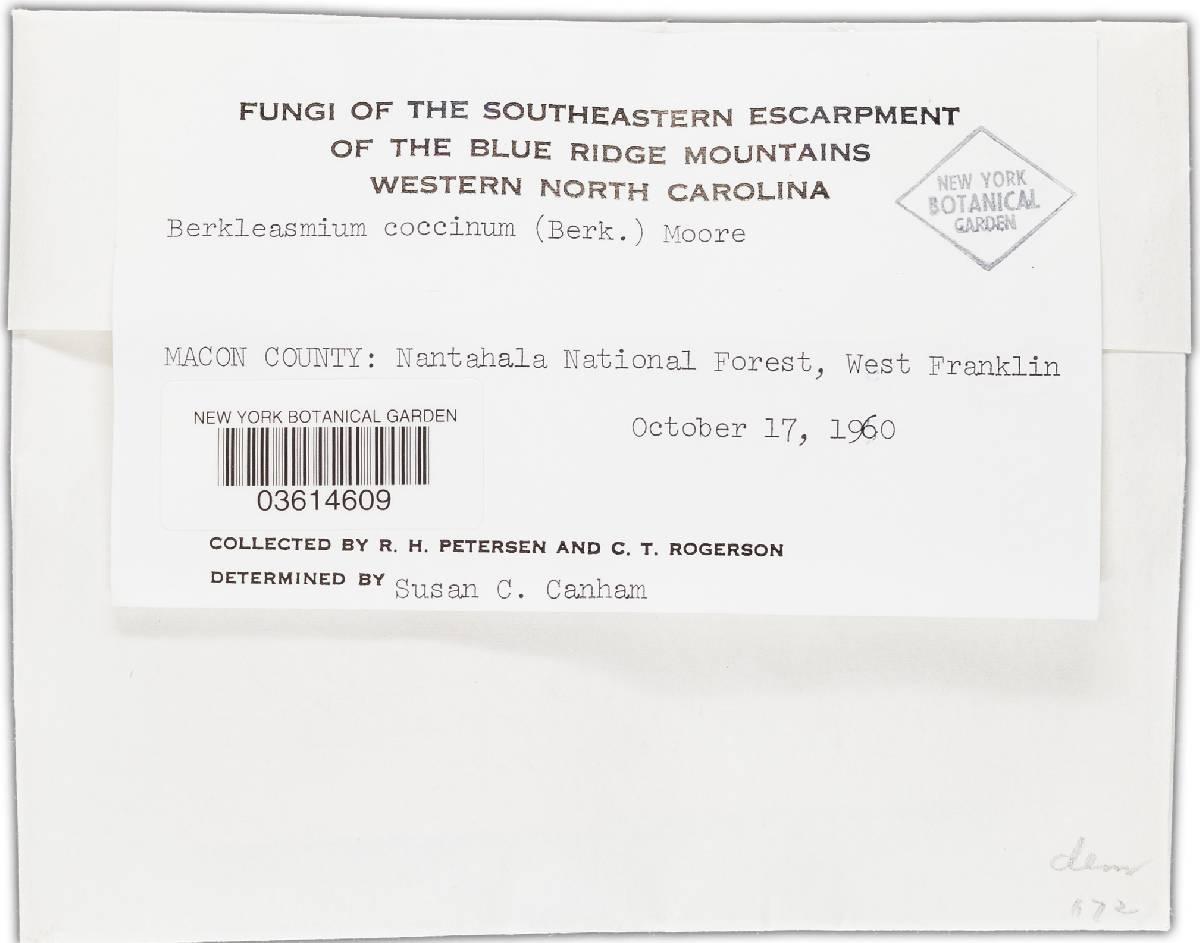 FUNGI OF THE SOUTHEASTERN ESCARPMENT
OF THE BLUE RIDGE MOUNTAINS
WESTERN NORTH CAROLINA
NEW YORK
BOTANICAL
GARDEN
Berkleasmium coccinum (Berk.) Moore
MACON COUNTY: Nantahala National Forest, West Franklin
October 17, 1960
NEW YORK BOTANICAL GARDEN
03614609
COLLECTED BY R. H. PETERSEN AND C. T. ROGERSON
DETERMINED BY Susan C. Canham